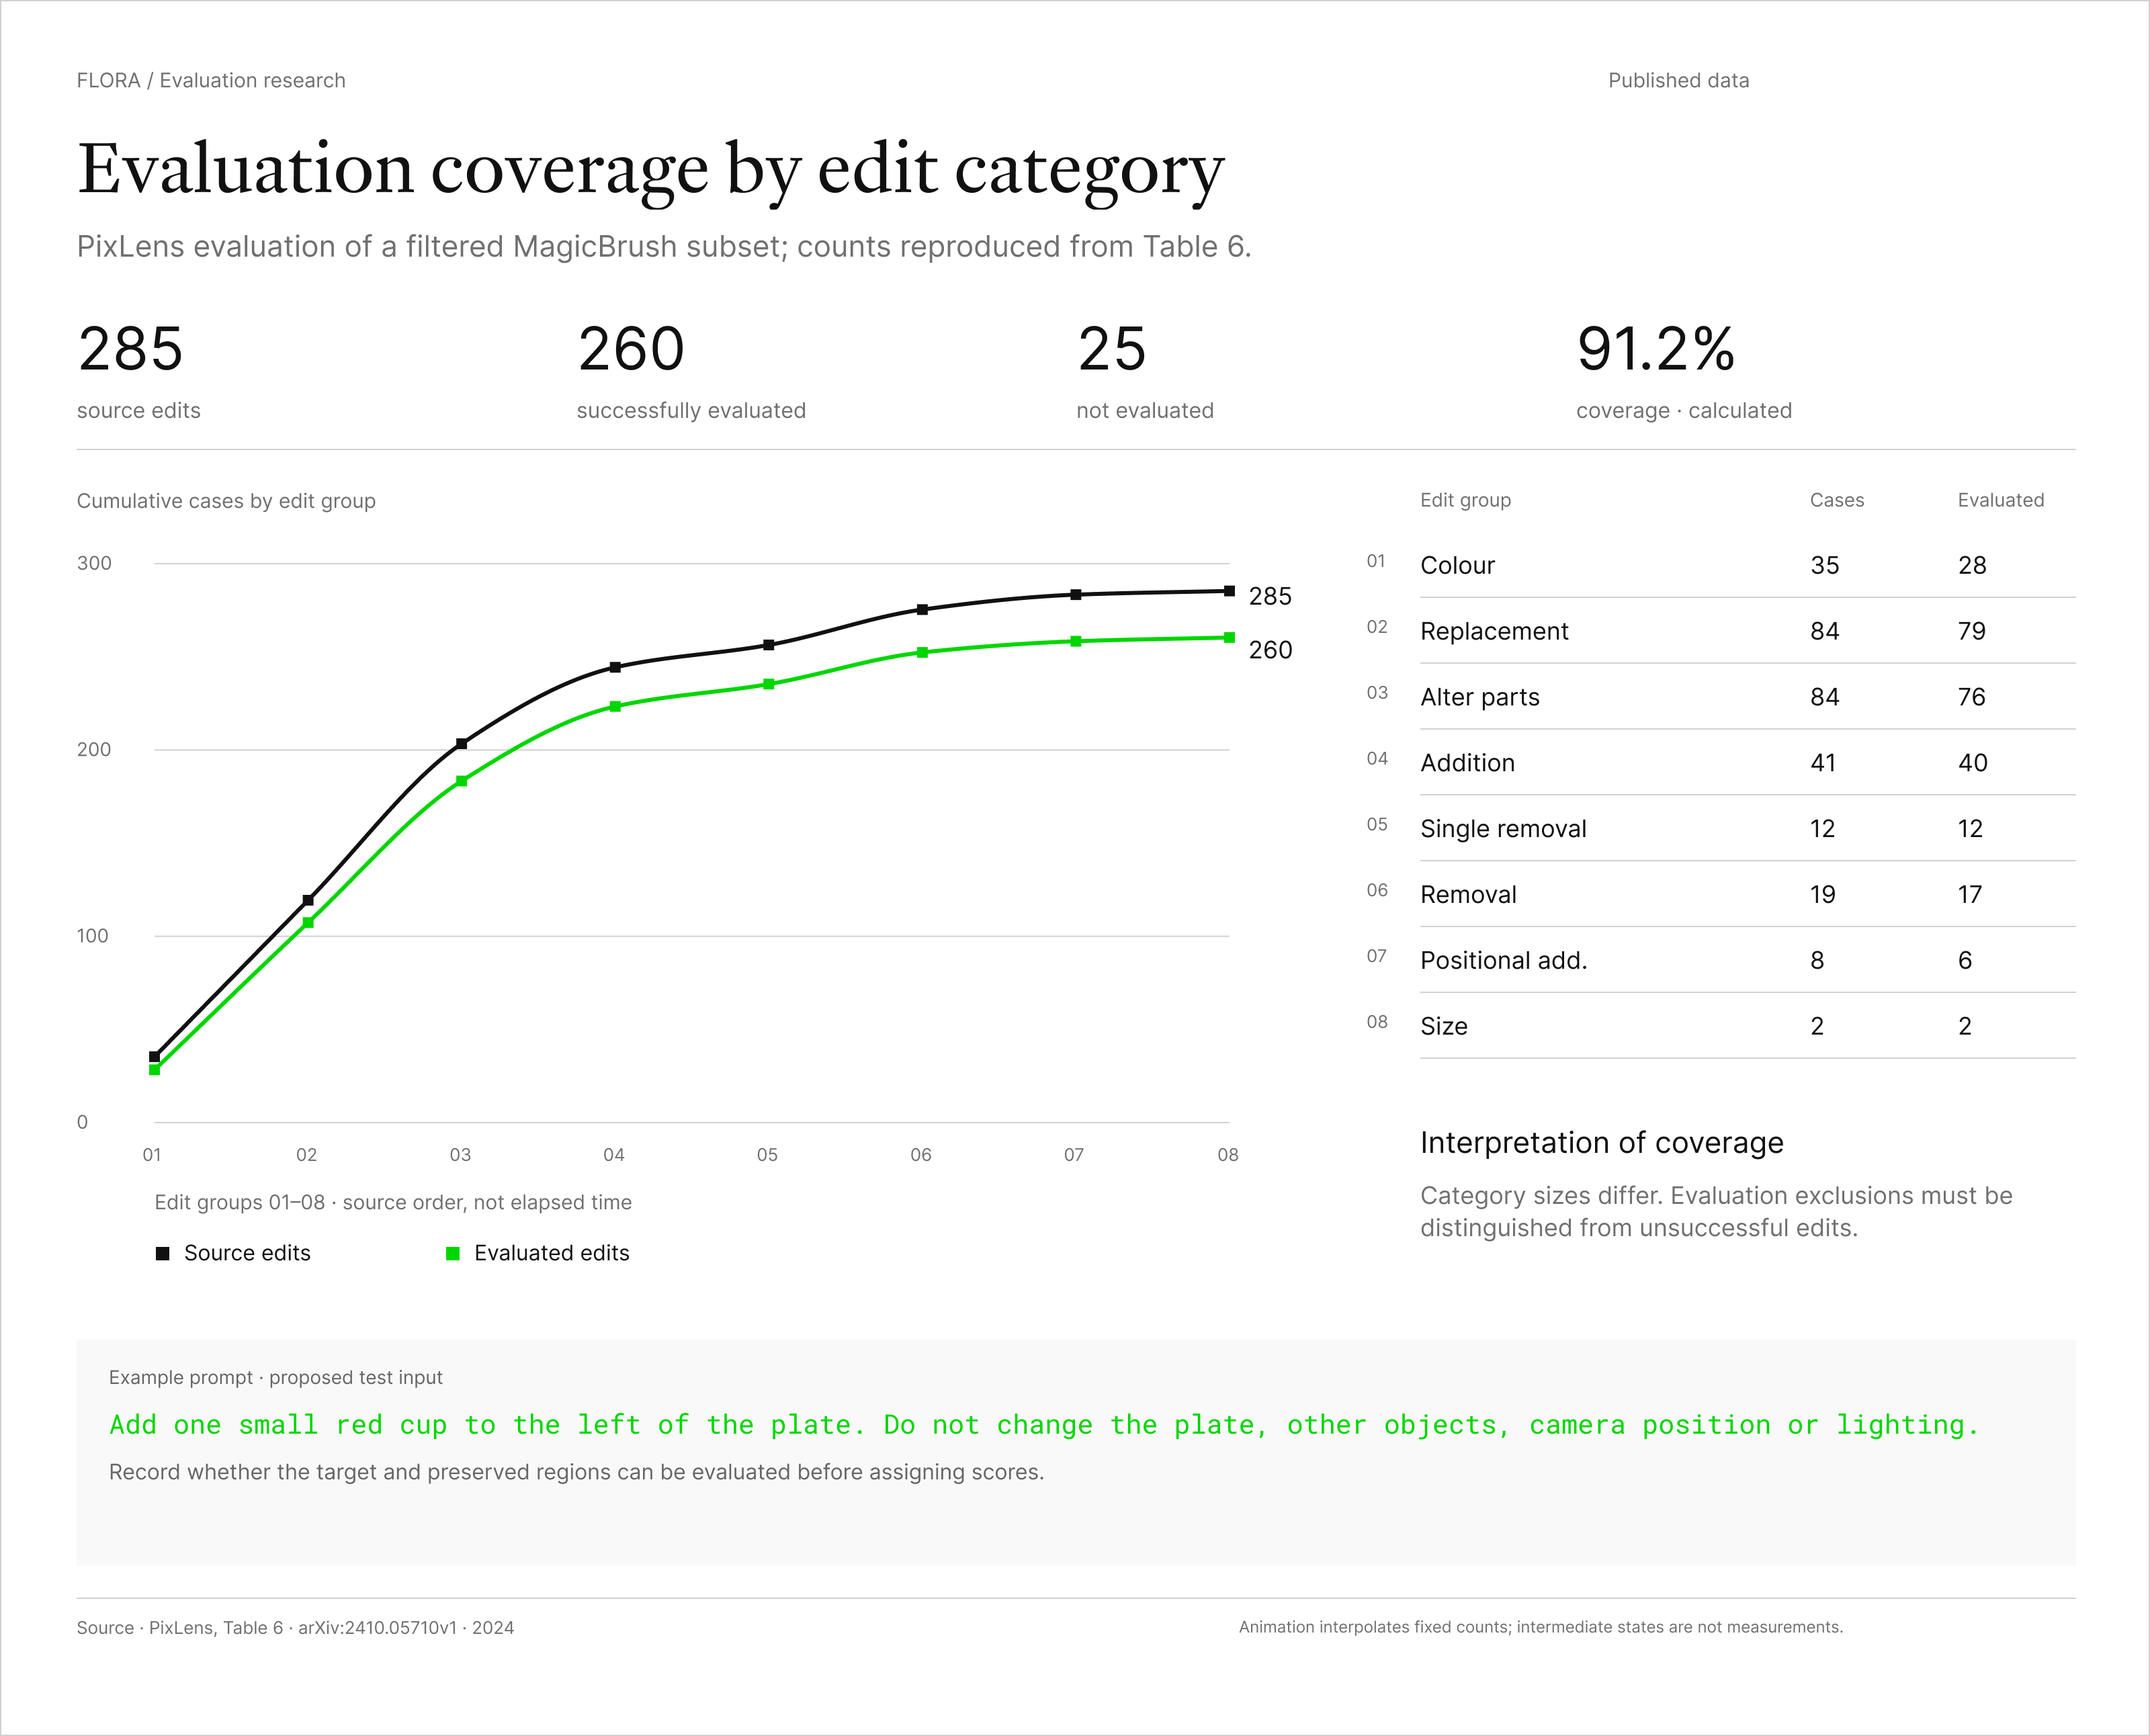 FLORA / Evaluation research
Published data
Evaluation coverage by edit category
PixLens evaluation of a filtered MagicBrush subset; counts reproduced from Table 6.
285
source edits
260
successfully evaluated
25
not evaluated
91.2%
coverage · calculated
Cumulative cases by edit group
300
200
100
0
285
260
01 02 03 04 05 06 07 08
Edit groups 01–08 · source order, not elapsed time
Source edits
Evaluated edits
Edit group Cases Evaluated
01 Colour 35 28
02 Replacement 84 79
03 Alter parts 84 76
04 Addition 41 40
05 Single removal 12 12
06 Removal 19 17
07 Positional add. 8 6
08 Size 2 2
Interpretation of coverage
Category sizes differ. Evaluation exclusions must be
distinguished from unsuccessful edits.
Example prompt · proposed test input
Add one small red cup to the left of the plate. Do not change the plate, other objects, camera position or lighting.
Record whether the target and preserved regions can be evaluated before assigning scores.
Source · PixLens, Table 6 · arXiv:2410.05710v1 · 2024
Animation interpolates fixed counts; intermediate states are not measurements.